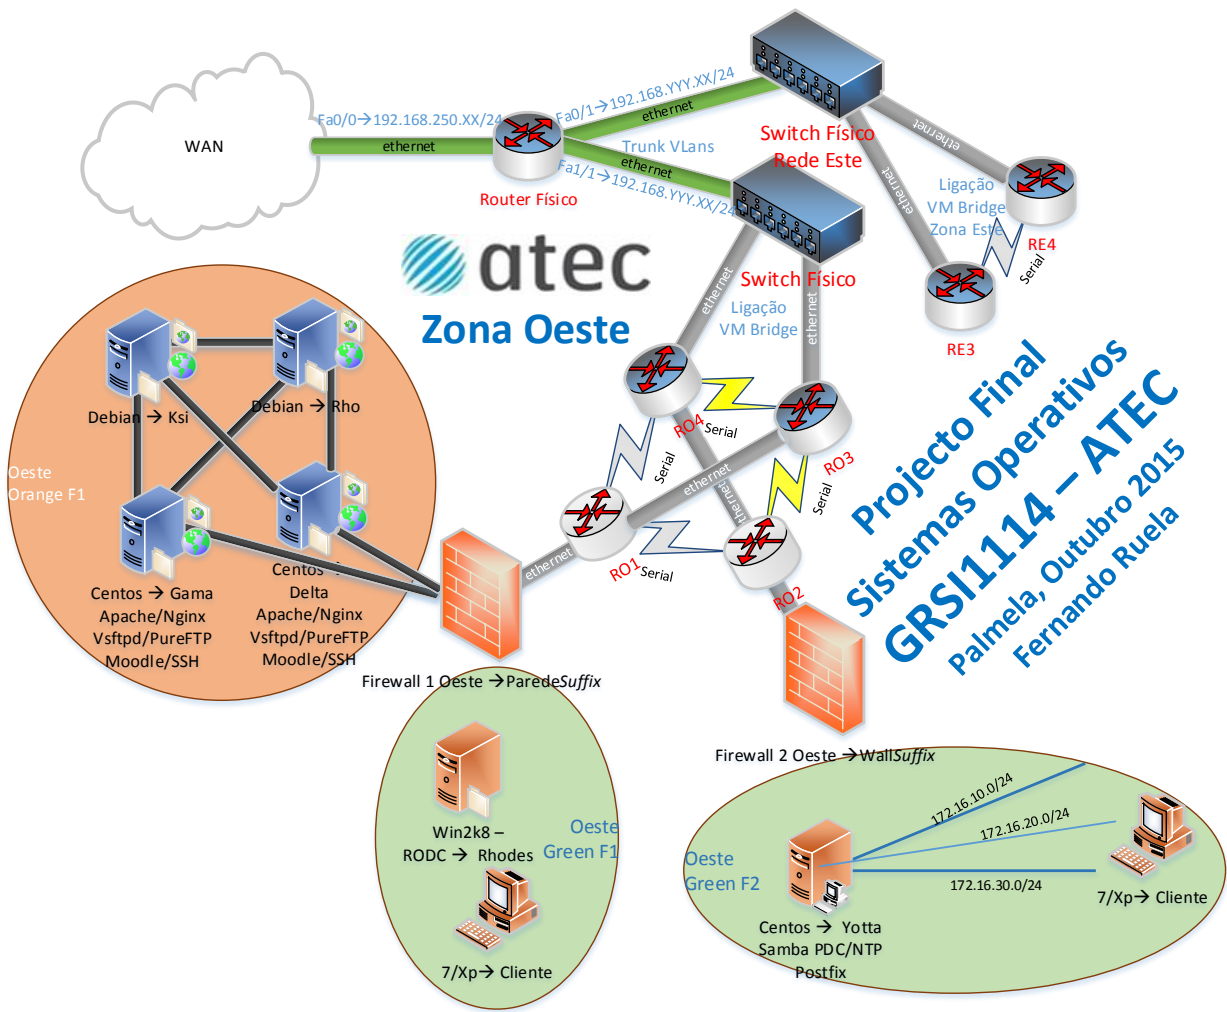 WAN
Fa0/0→192.168.250.XX/24
ethernet
Router Físico
Fa0/1→192.168.YYY.XX/24
ethernet
Trunk VLans
ethernet
Fa1/1→192.168.YYY.XX/24
Switch Físico
Rede Este
ethernet
ethernet
Ligação
VM Bridge
Zona Este
RE4
Serial
RE3
atec
Zona Oeste
Switch Físico
Ligação
VM Bridge
ethernet
ethernet
RO4
Serial
RO3
Serial
Serial
ethernet
ethernet
RO1
Serial
RO2
ethernet
Projecto Final
Sistemas Operativos
GRSI1114 – ATEC
Palmela, Outubro 2015
Fernando Ruela
Oeste
Orange F1
Debian → Ksi
Debian → Rho
Centos → Gama
Apache/Nginx
Vsftpd/PureFTP
Moodle/SSH
Centos →
Delta
Apache/Nginx
Vsftpd/PureFTP
Moodle/SSH
Firewall 1 Oeste →ParedeSuffix
Win2k8 –
RODC → Rhodes
Oeste
Green F1
7/Xp→ Cliente
Firewall 2 Oeste →WallSuffix
Oeste
Green F2
172.16.10.0/24
172.16.20.0/24
172.16.30.0/24
Centos → Yotta
Samba PDC/NTP
Postfix
7/Xp→ Cliente